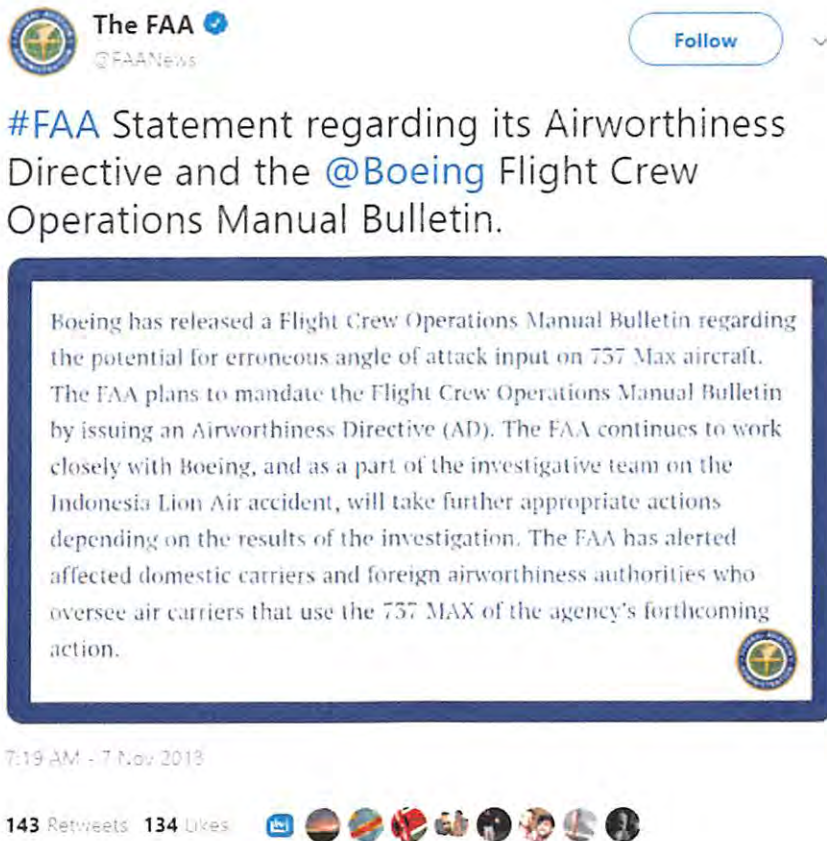 The FAA
@FAANews
Follow
#FAA Statement regarding its Airworthiness
Directive and the @Boeing Flight Crew
Operations Manual Bulletin.
Boeing has released a Flight Crew Operations Manual Bulletin regarding
the potential for erroneous angle of attack input on 737 Max aircraft.
The FAA plans to mandate the Flight Crew Operations Manual Bulletin
by issuing an Airworthiness Directive (AD). The FAA continues to work
closely with Boeing, and as a part of the investigative team on the
Indonesia Lion Air accident, will take further appropriate actions
depending on the results of the investigation. The FAA has alerted
affected domestic carriers and foreign airworthiness authorities who
oversee air carriers that use the 737 MAX of the agency's forthcoming
action.
7:19 AM - 7 Nov
143 Retweets 134 Likes